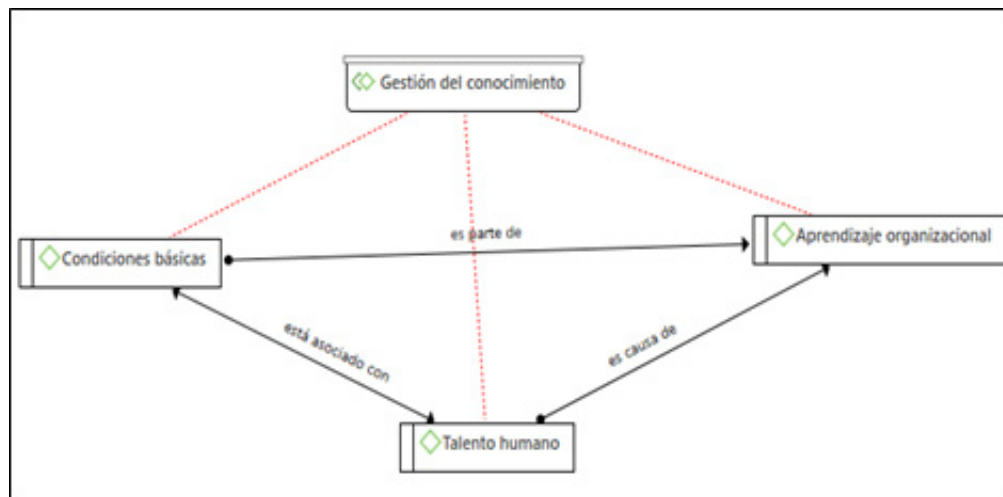 Gestión del conocimiento
es parte de
Aprendizaje organizacional
Condiciones básicas
está asociado con
es causa de
Talento humano